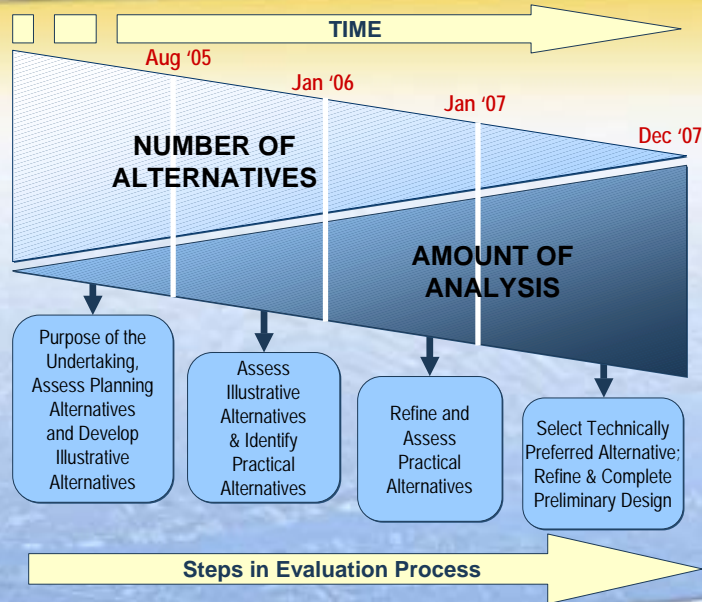 TIME
Aug ‘05
Jan ‘06
Jan ‘07
Dec ‘07
NUMBER OF
ALTERNATIVES
AMOUNT OF
ANALYSIS
Purpose of the
Undertaking,
Assess Planning
Alternatives
and Develop
Illustrative
Alternatives
Assess
Illustrative
Alternatives
& Identify
Practical
Alternatives
Refine and
Assess
Practical
Alternatives
Select Technically
Preferred Alternative;
Refine & Complete
Preliminary Design
Steps in Evaluation Process